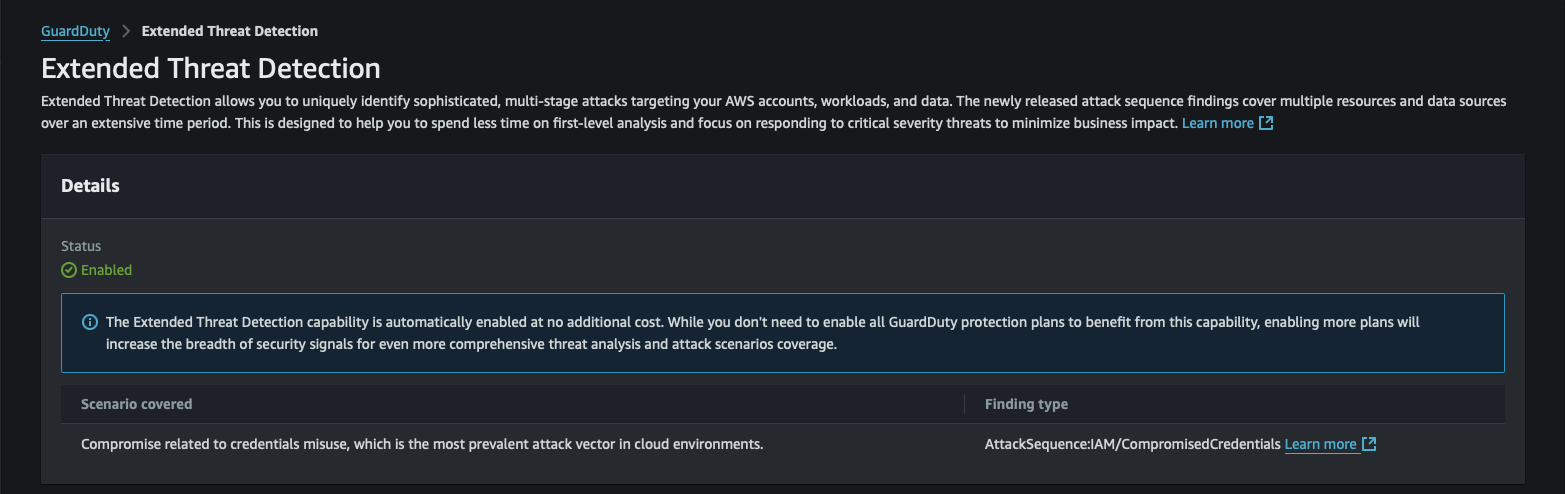 GuardDuty > Extended Threat Detection
Extended Threat Detection
Extended Threat Detection allows you to uniquely identify sophisticated, multi-stage attacks targeting your AWS accounts, workloads, and data. The newly released attack sequence findings cover multiple resources and data sources
over an extensive time period. This is designed to help you to spend less time on first-level analysis and focus on responding to critical severity threats to minimize business impact. Learn more
Details
Status
Enabled
The Extended Threat Detection capability is automatically enabled at no additional cost. While you don't need to enable all GuardDuty protection plans to benefit from this capability, enabling more plans will
increase the breadth of security signals for even more comprehensive threat analysis and attack scenarios coverage.
Scenario covered Finding type
Compromise related to credentials misuse, which is the most prevalent attack vector in cloud environments. AttackSequence:IAM/CompromisedCredentials Learn more